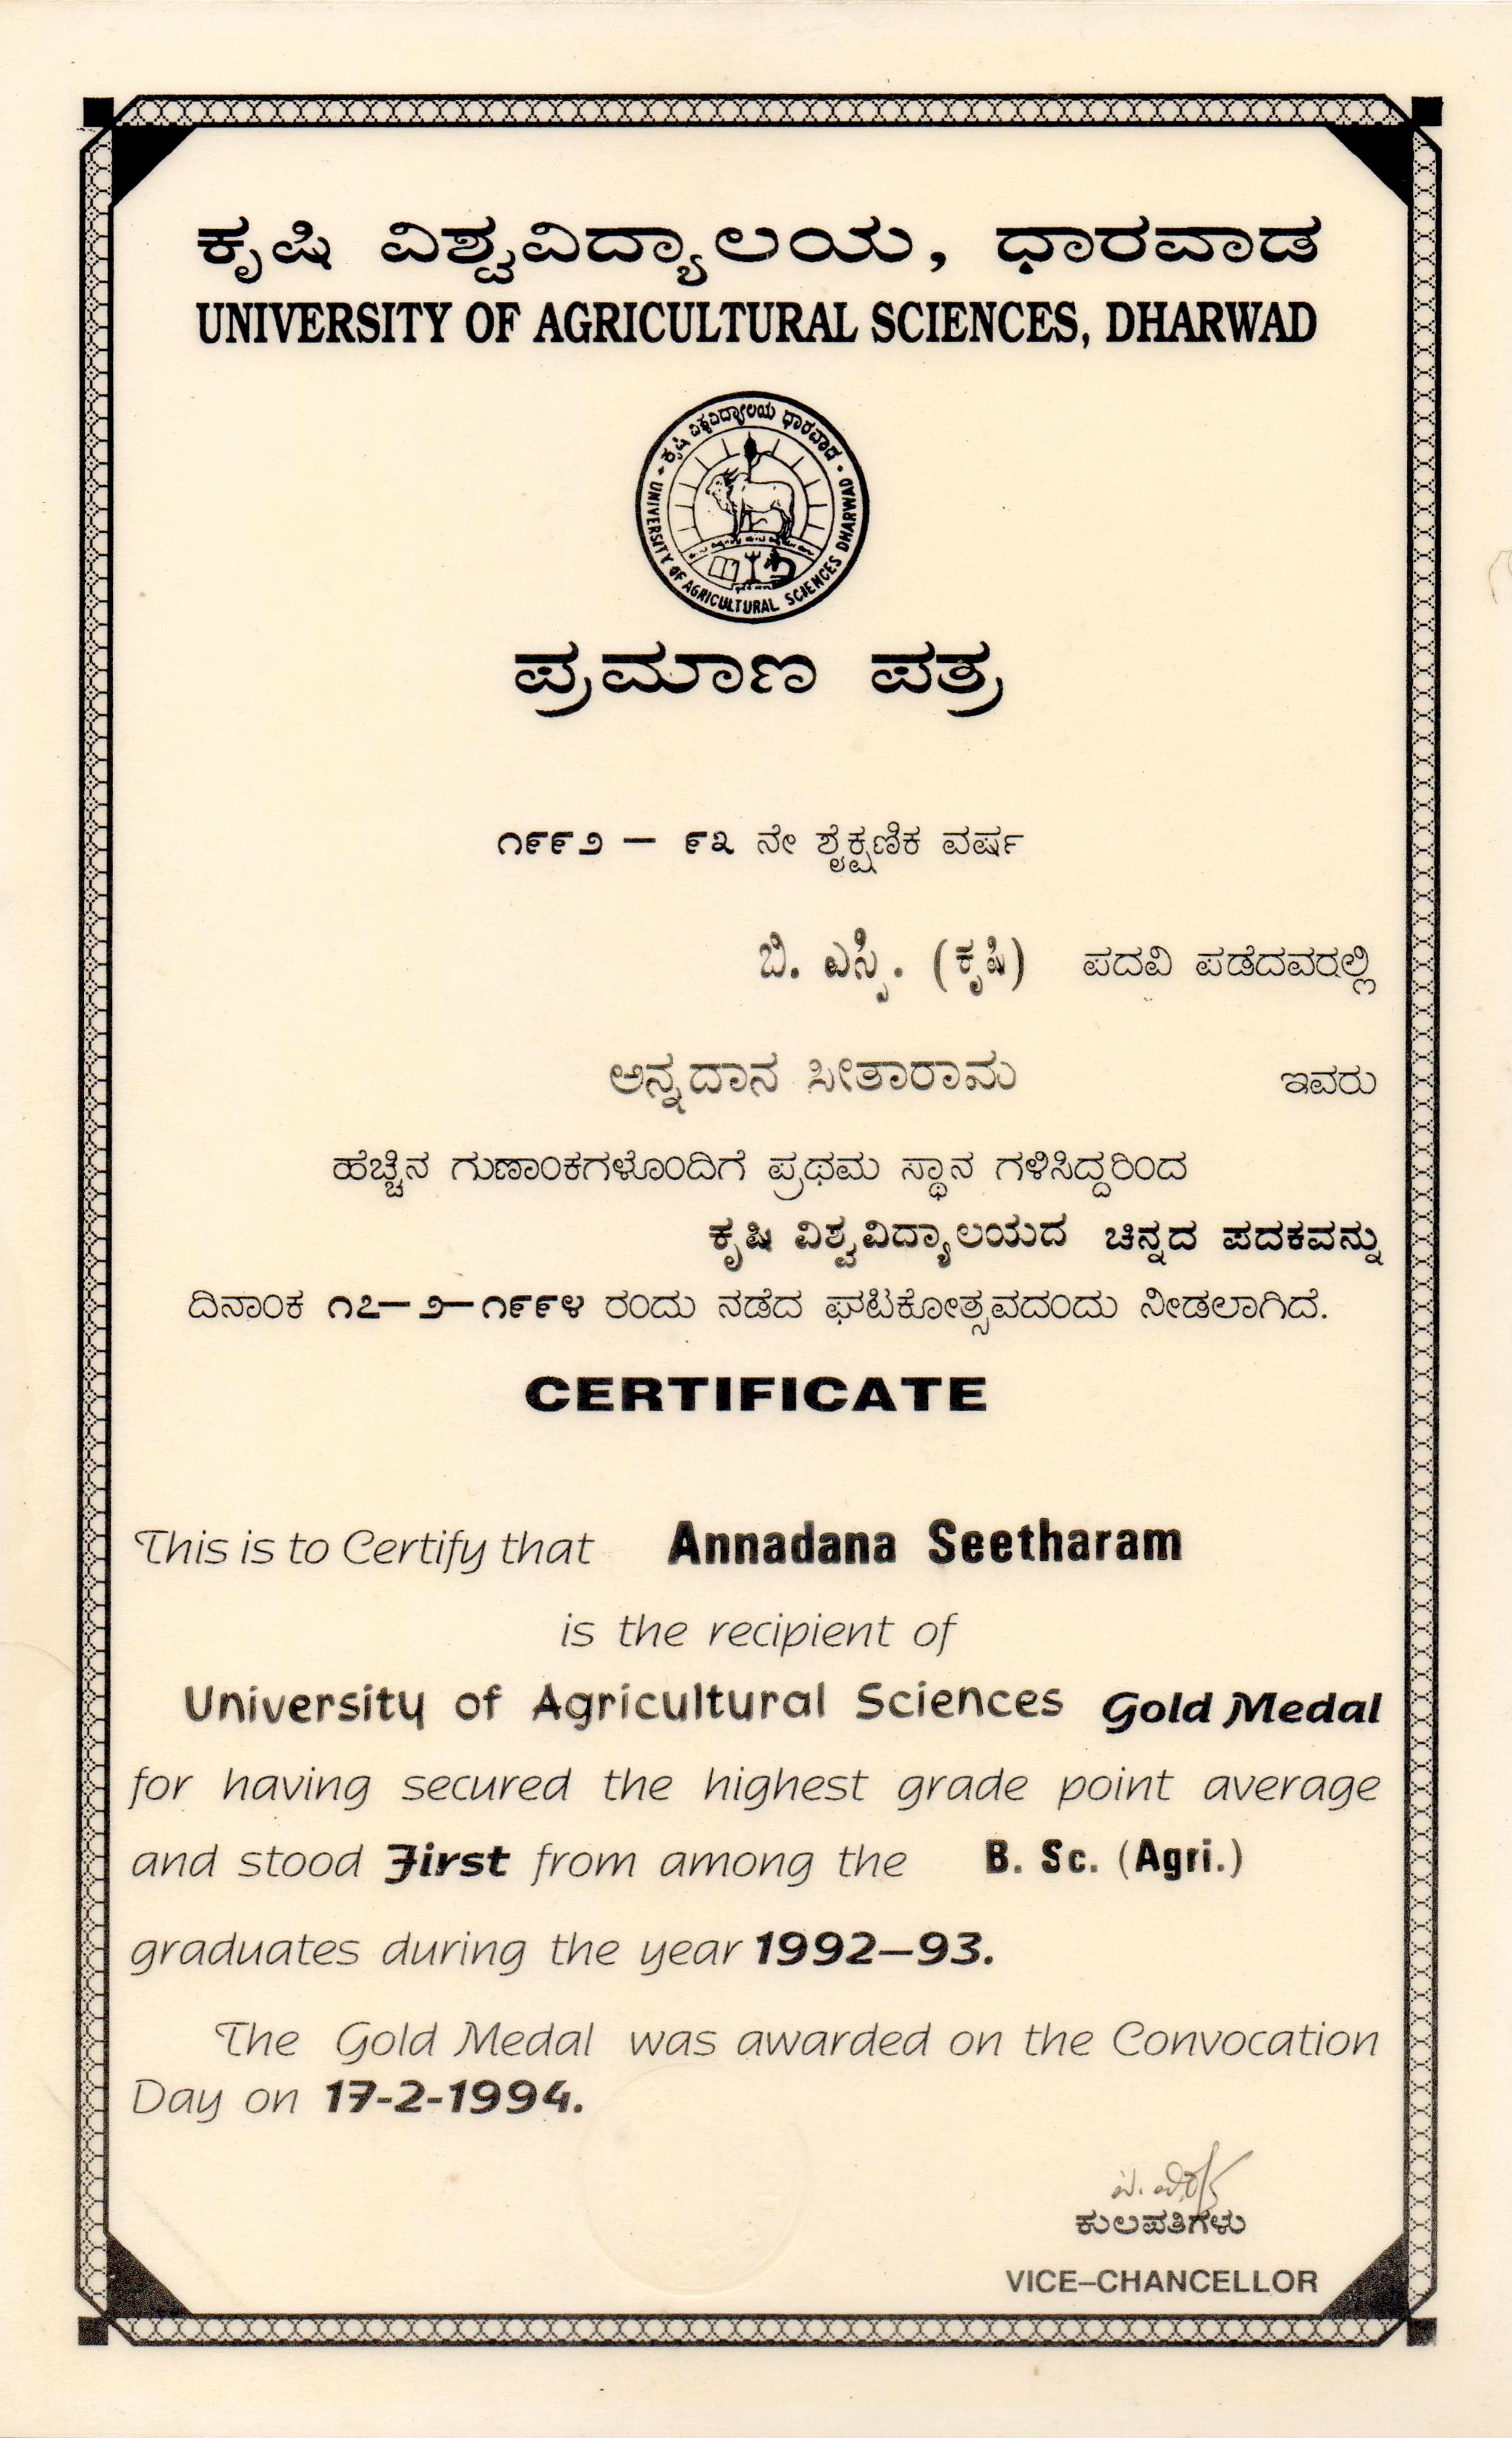 ಕೃಷಿ ವಿಶ್ವವಿದ್ಯಾಲಯ, ಧಾರವಾಡ
UNIVERSITY OF AGRICULTURAL SCIENCES, DHARWAD
ಕೃಷಿ ವಿಶ್ವವಿದ್ಯಾಲಯ ಧಾರವಾಡ
UNIVERSITY OF AGRICULTURAL SCIENCES DHARWAD
ಪ್ರಮಾಣ ಪತ್ರ
೧೯೯೨ – ೯೩ ನೇ ಶೈಕ್ಷಣಿಕ ವರ್ಷ
ಬಿ. ಎಸ್ಸಿ. (ಕೃಷಿ) ಪದವಿ ಪಡೆದವರಲ್ಲಿ
ಅನ್ನದಾನ ಸೀತಾರಾಮ ಇವರು
ಹೆಚ್ಚಿನ ಗುಣಾಂಕಗಳೊಂದಿಗೆ ಪ್ರಥಮ ಸ್ಥಾನ ಗಳಿಸಿದ್ದರಿಂದ
ಕೃಷಿ ವಿಶ್ವವಿದ್ಯಾಲಯದ ಚಿನ್ನದ ಪದಕವನ್ನು
ದಿನಾಂಕ ೧೭–೨–೧೯೯೪ ರಂದು ನಡೆದ ಘಟಿಕೋತ್ಸವದಂದು ನೀಡಲಾಗಿದೆ.
CERTIFICATE
This is to Certify that Annadana Seetharam
is the recipient of
University of Agricultural Sciences Gold Medal
for having secured the highest grade point average
and stood First from among the B. Sc. (Agri.)
graduates during the year 1992–93.
The Gold Medal was awarded on the Convocation
Day on 17-2-1994.
ಕುಲಪತಿಗಳು
VICE–CHANCELLOR